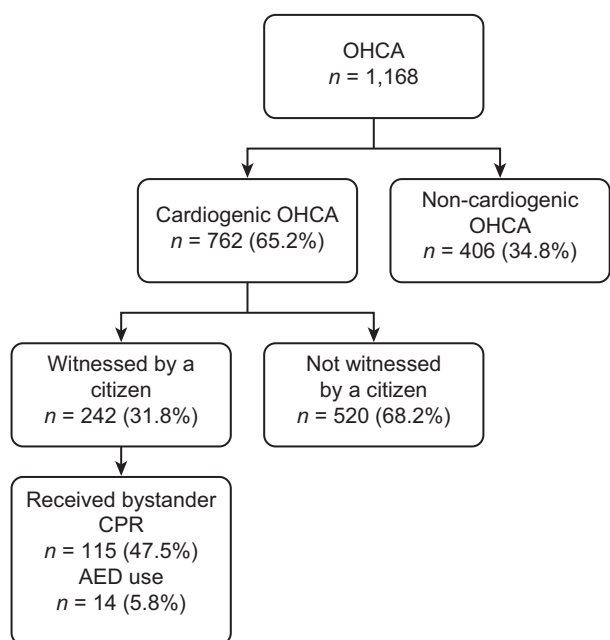 OHCA
n = 1,168
Cardiogenic OHCA
n = 762 (65.2%)
Non-cardiogenic
OHCA
n = 406 (34.8%)
Witnessed by a
citizen
n = 242 (31.8%)
Not witnessed
by a citizen
n = 520 (68.2%)
Received bystander
CPR
n = 115 (47.5%)
AED use
n = 14 (5.8%)